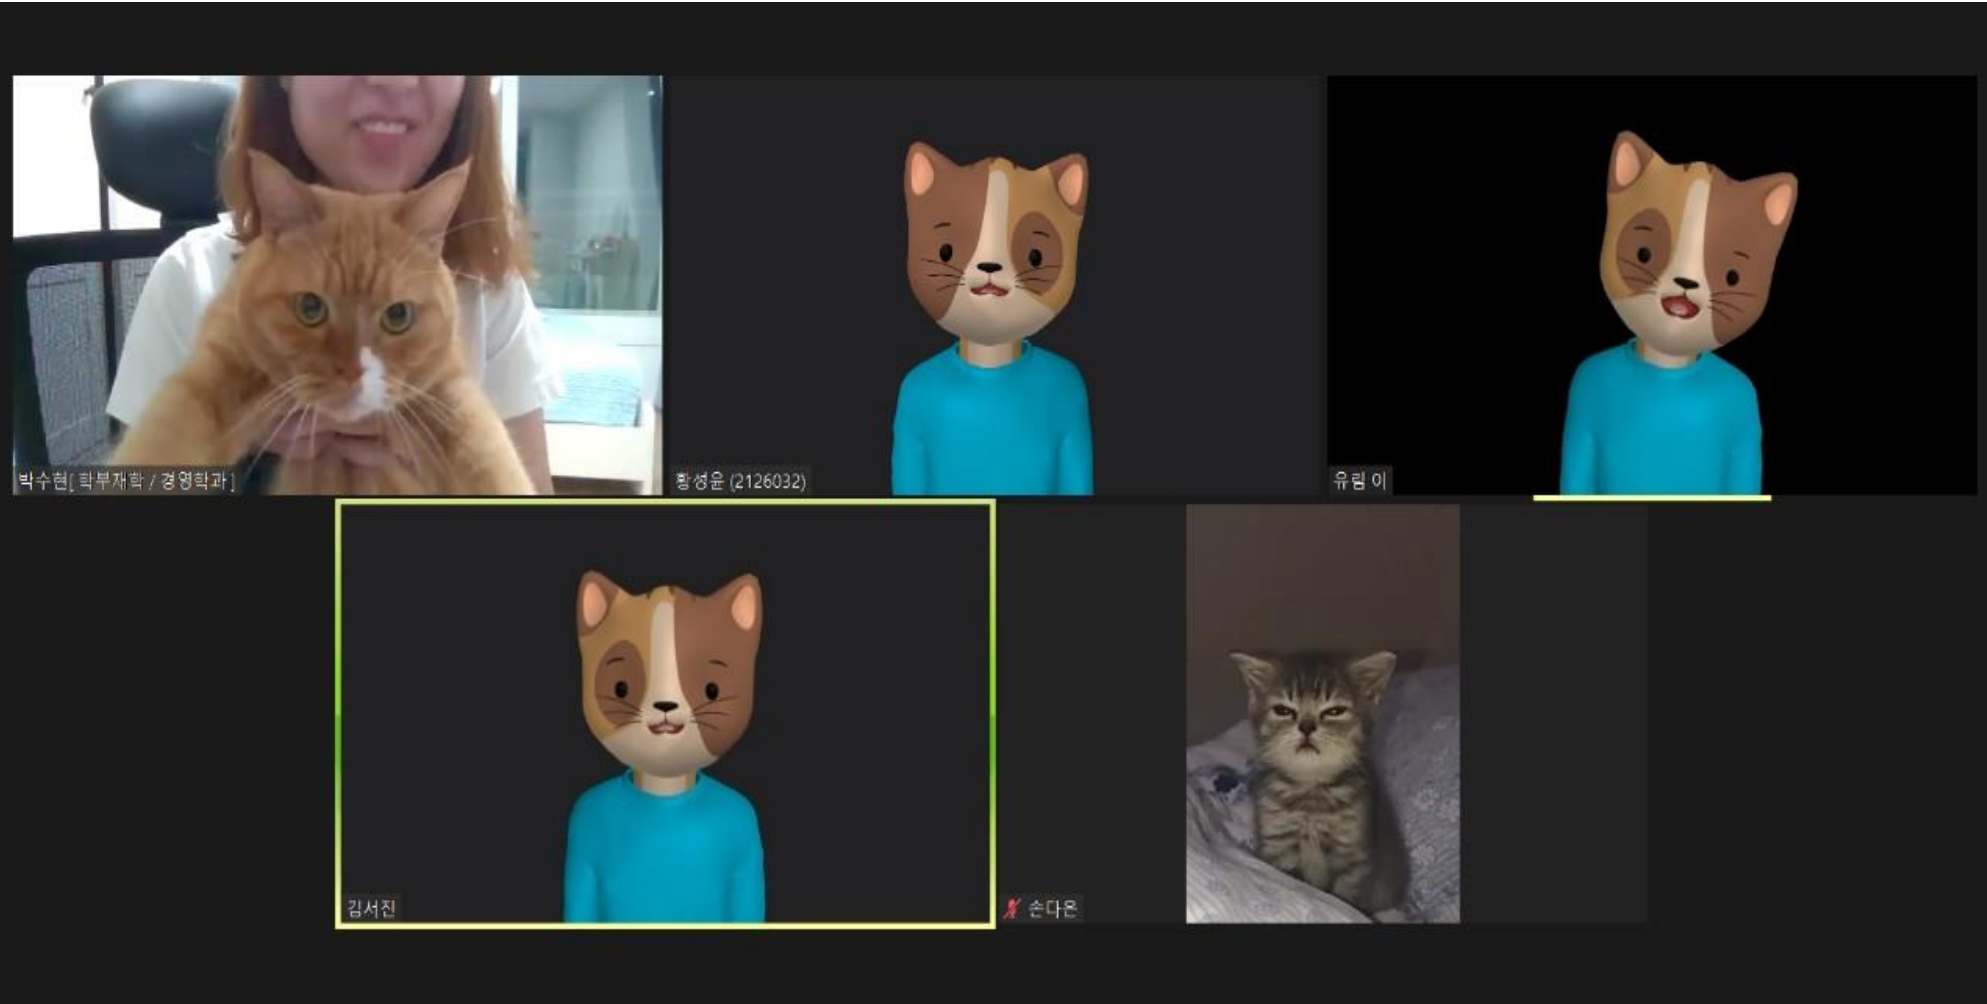 박수현[ 학부재학 / 경영학과 ]
황성윤 (2126032)
유림 이
김서진
손다은